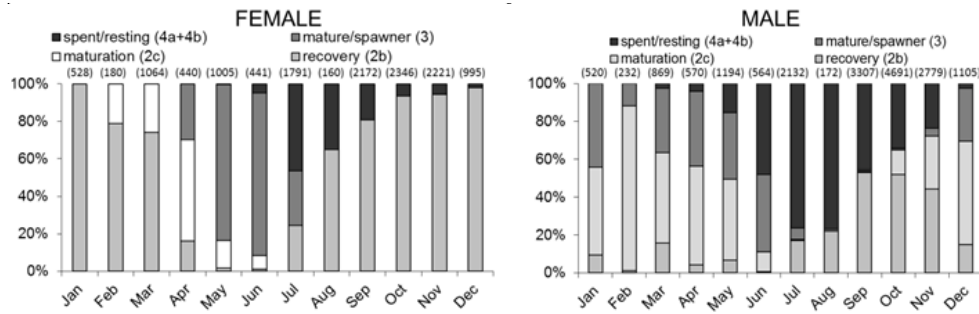 FEMALE
spent/resting (4a+4b) mature/spawner (3)
maturation (2c) recovery (2b)
(528) (180) (1064) (440) (1005) (441) (1791) (160) (2172) (2346) (2221) (995)
100%
80%
60%
40%
20%
0%
Jan Feb Mar Apr May Jun Jul Aug Sep Oct Nov Dec
MALE
spent/resting (4a+4b) mature/spawner (3)
maturation (2c) recovery (2b)
(520) (232) (869) (570) (1194) (564) (2132) (172) (3307) (4691) (2779) (1105)
100%
80%
60%
40%
20%
0%
Jan Feb Mar Apr May Jun Jul Aug Sep Oct Nov Dec